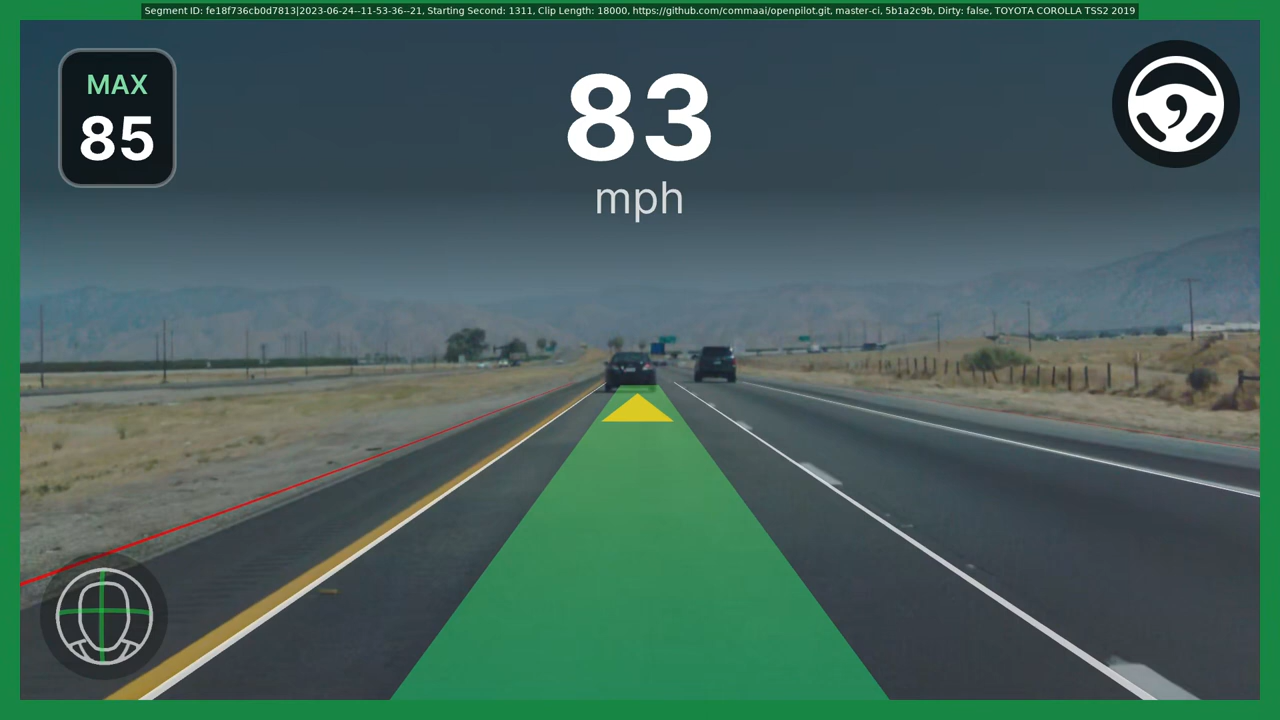 Segment ID: fe18f736cb0d7813|2023-06-24--11-53-36--21, Starting Second: 1311, Clip Length: 18000, https://github.com/commaai/openpilot.git, master-ci, 5b1a2c9b, Dirty: false, TOYOTA COROLLA TSS2 2019
MAX
85
83
mph